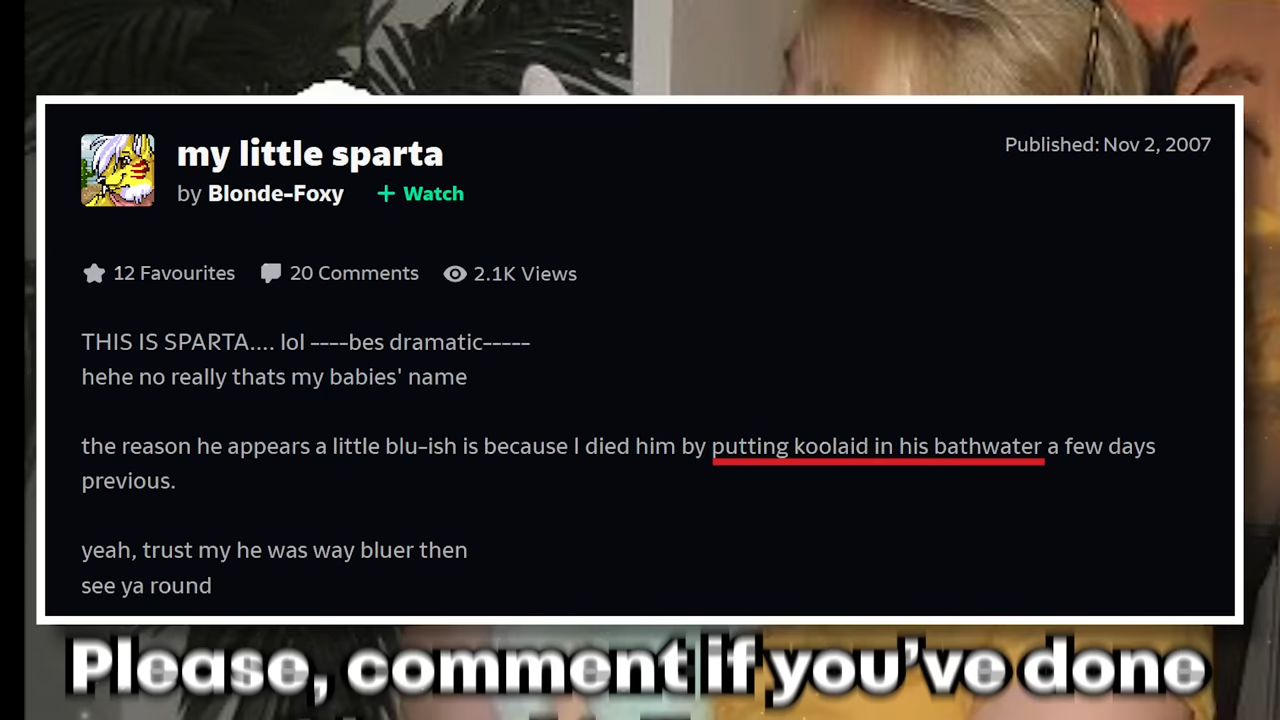 my little sparta
Published: Nov 2, 2007
by Blonde-Foxy + Watch
12 Favourites 20 Comments 2.1K Views
THIS IS SPARTA.... lol ----bes dramatic-----
hehe no really thats my babies' name
the reason he appears a little blu-ish is because I died him by putting koolaid in his bathwater a few days
previous.
yeah, trust my he was way bluer then
see ya round
Please, comment if you've done